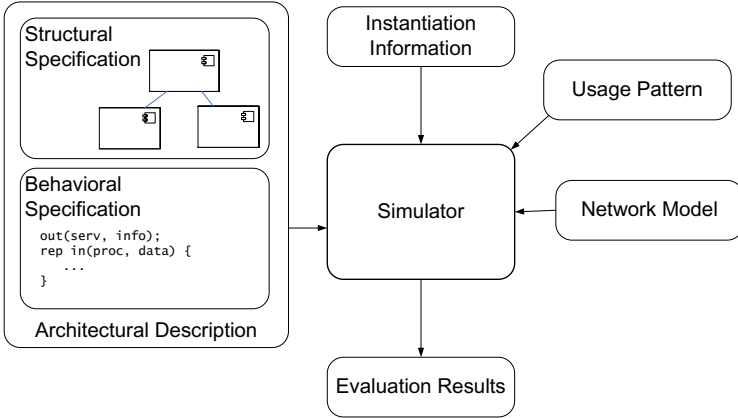 Structural
Specification
Behavioral
Specification
out(serv, info);
rep in(proc, data) {
...
}
Architectural Description
Instantiation
Information
Usage Pattern
Simulator
Network Model
Evaluation Results